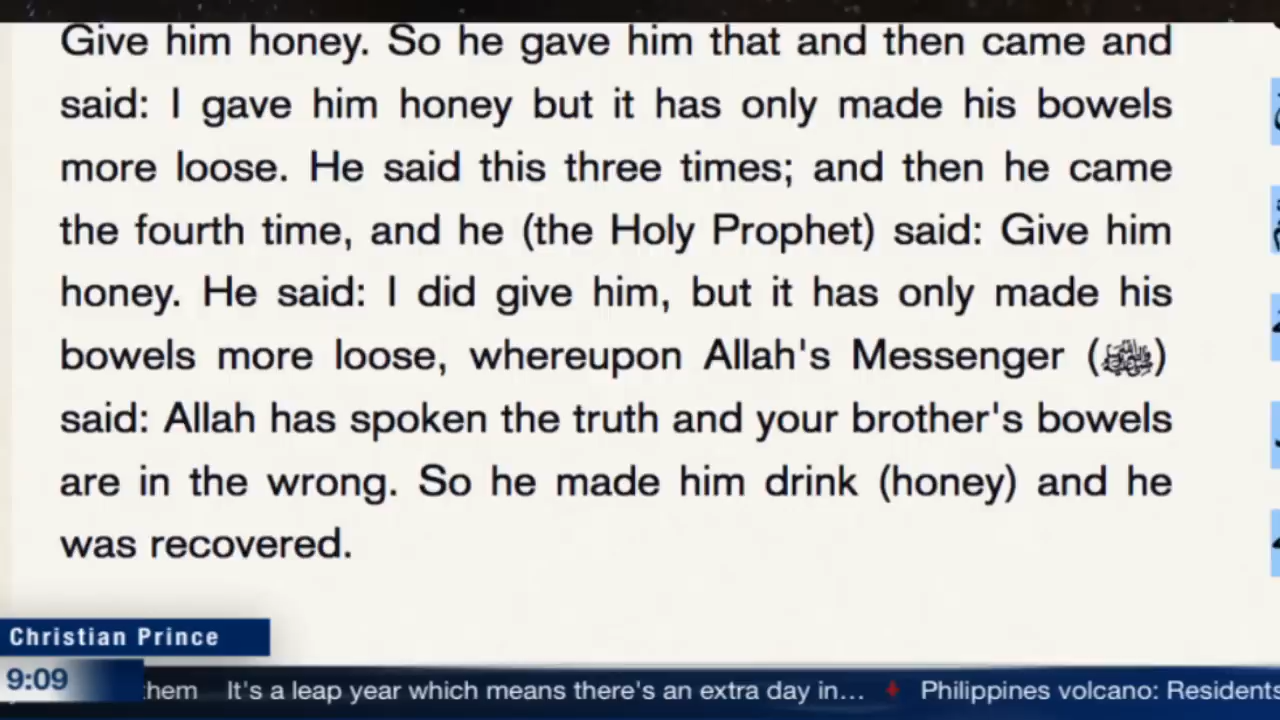 Give him honey. So he gave him that and then came and
said: I gave him honey but it has only made his bowels
more loose. He said this three times; and then he came
the fourth time, and he (the Holy Prophet) said: Give him
honey. He said: I did give him, but it has only made his
bowels more loose, whereupon Allah's Messenger (ﷺ)
said: Allah has spoken the truth and your brother's bowels
are in the wrong. So he made him drink (honey) and he
was recovered.
Christian Prince
9:09
them It's a leap year which means there's an extra day in... Philippines volcano: Residents